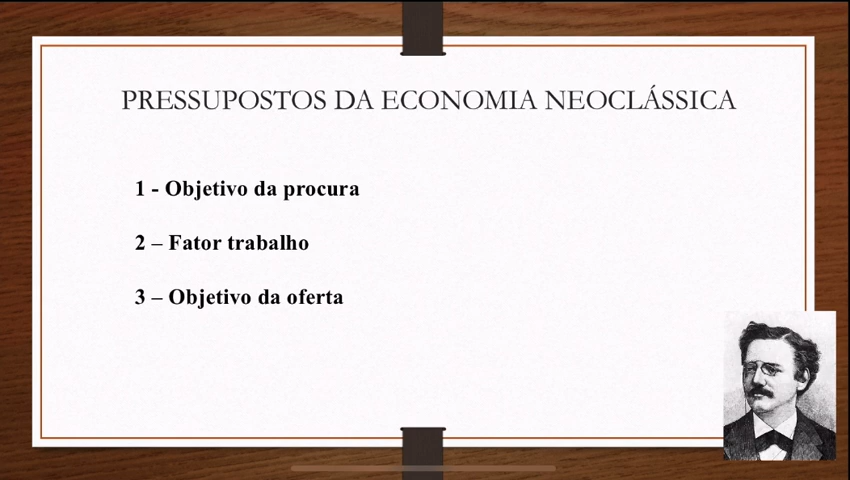 PRESSUPOSTOS DA ECONOMIA NEOCLÁSSICA
1 - Objetivo da procura
2 – Fator trabalho
3 – Objetivo da oferta